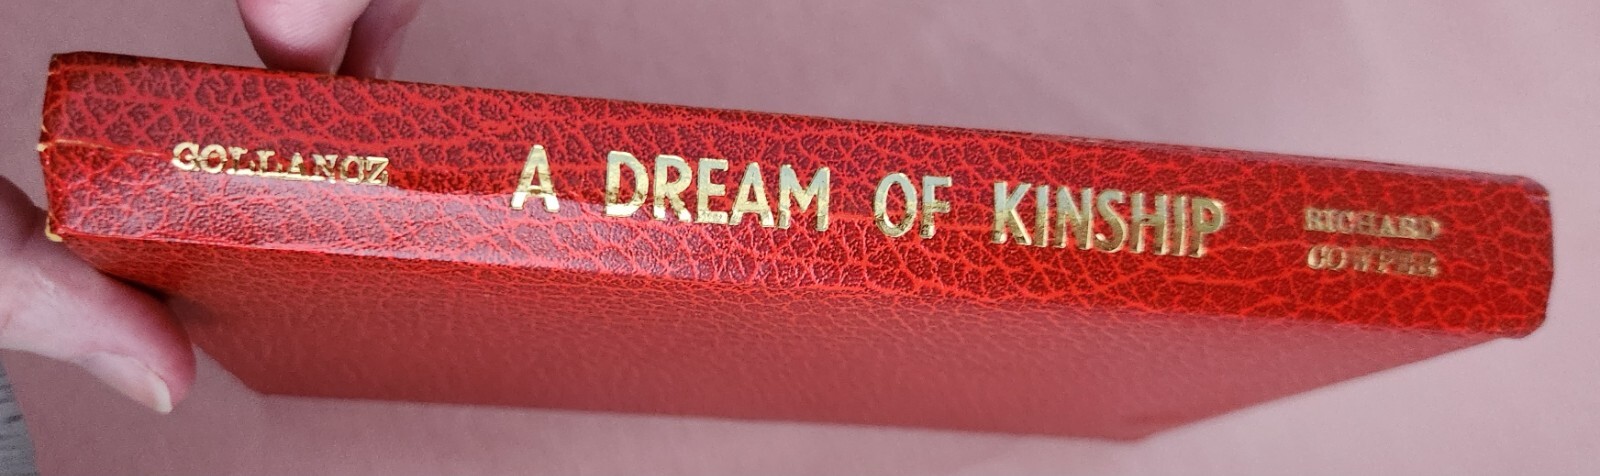 GOLLANCZ
A DREAM OF KINSHIP
RICHARD
COWPER